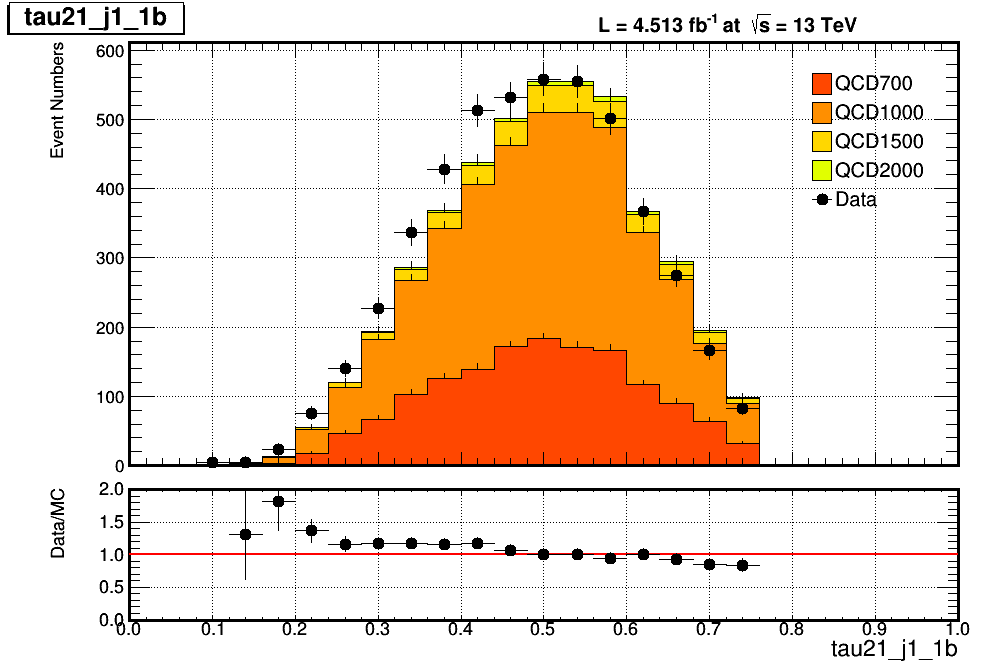 tau21_j1_1b
L = 4.513 fb⁻¹ at √s = 13 TeV
Event Numbers
600
500
400
300
200
100
0
QCD700
QCD1000
QCD1500
QCD2000
Data
Data/MC
2.0
1.5
1.0
0.5
0.0
0.0 0.1 0.2 0.3 0.4 0.5 0.6 0.7 0.8 0.9 1.0
tau21_j1_1b